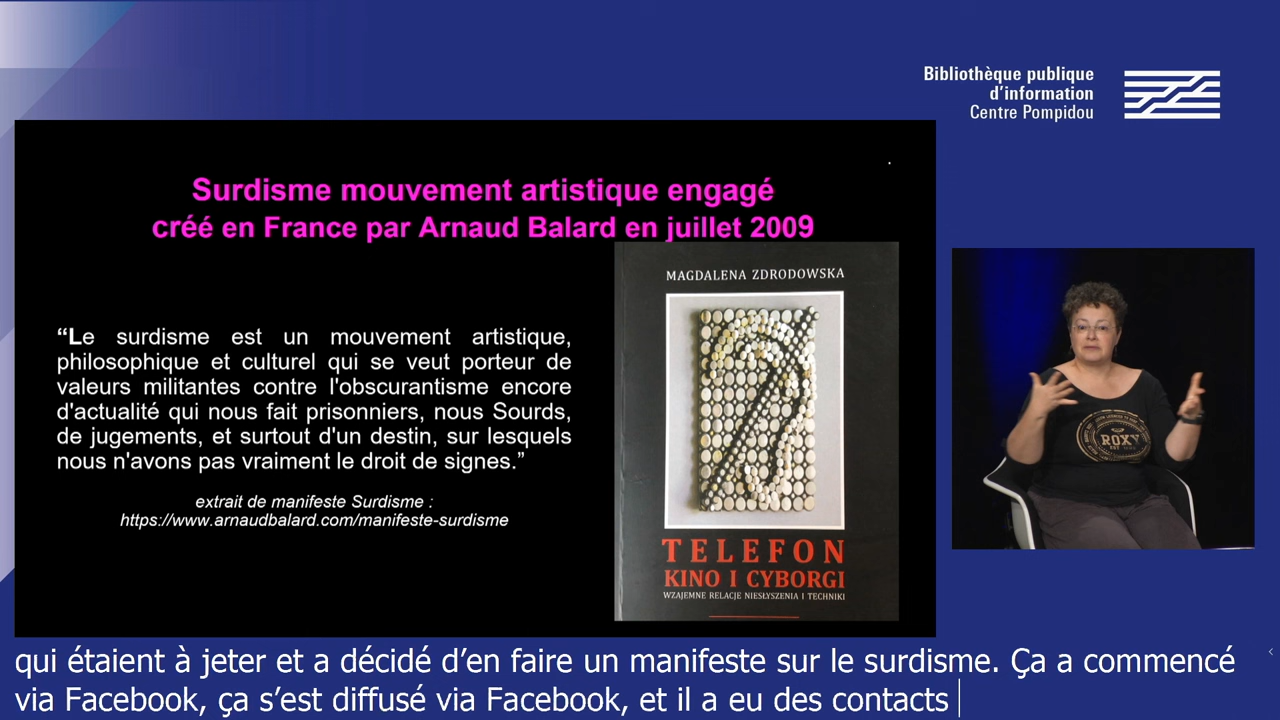 Bibliothèque publique
d'information
Centre Pompidou
Surdisme mouvement artistique engagé
créé en France par Arnaud Balard en juillet 2009
“Le surdisme est un mouvement artistique,
philosophique et culturel qui se veut porteur de
valeurs militantes contre l'obscurantisme encore
d'actualité qui nous fait prisonniers, nous Sourds,
de jugements, et surtout d'un destin, sur lesquels
nous n'avons pas vraiment le droit de signes.”
extrait de manifeste Surdisme :
https://www.arnaudbalard.com/manifeste-surdisme
MAGDALENA ZDRODOWSKA
TELEFON
KINO I CYBORGI
WZAJEMNE RELACJE NIESŁYSZENIA I TECHNIKI
ROXY
qui étaient à jeter et a décidé d’en faire un manifeste sur le surdisme. Ça a commencé
via Facebook, ça s’est diffusé via Facebook, et il a eu des contacts